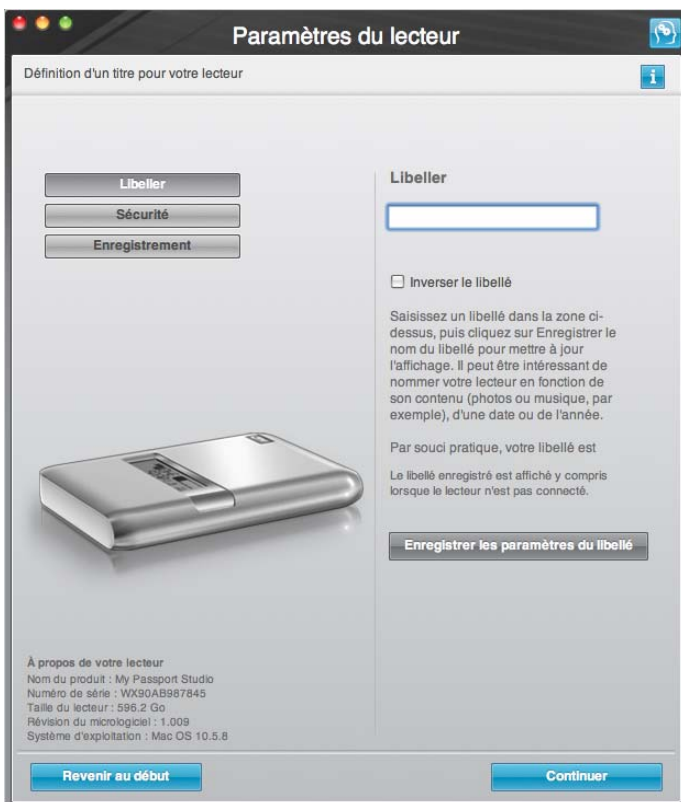 Paramètres du lecteur
Définition d'un titre pour votre lecteur
i
Libeller
Sécurité
Enregistrement
Libeller
Inverser le libellé
Saisissez un libellé dans la zone ci-
dessus, puis cliquez sur Enregistrer le
nom du libellé pour mettre à jour
l'affichage. Il peut être intéressant de
nommer votre lecteur en fonction de
son contenu (photos ou musique, par
exemple), d'une date ou de l'année.
Par souci pratique, votre libellé est
Le libellé enregistré est affiché y compris
lorsque le lecteur n'est pas connecté.
Enregistrer les paramètres du libellé
À propos de votre lecteur
Nom du produit : My Passport Studio
Numéro de série : WX90AB987845
Taille du lecteur : 596.2 Go
Révision du micrologiciel : 1.009
Système d'exploitation : Mac OS 10.5.8
Revenir au début
Continuer